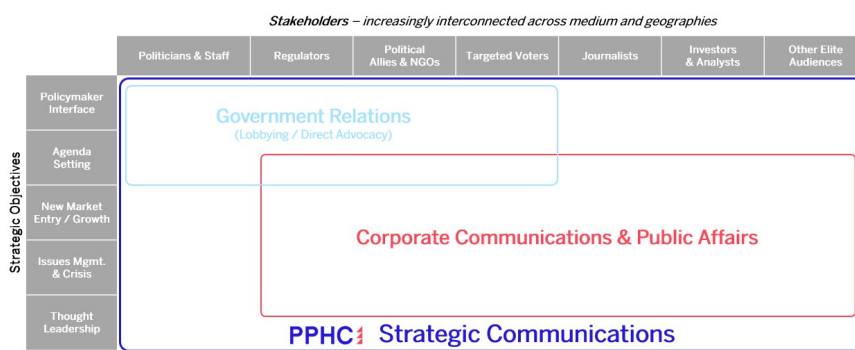 Stakeholders – increasingly interconnected across medium and geographies
Politicians & Staff
Regulators
Political
Allies & NGOs
Targeted Voters
Journalists
Investors
& Analysts
Other Elite
Audiences
Strategic Objectives
Policymaker
Interface
Agenda
Setting
New Market
Entry / Growth
Issues Mgmt.
& Crisis
Thought
Leadership
Government Relations
(Lobbying / Direct Advocacy)
Corporate Communications & Public Affairs
PPHC Strategic Communications